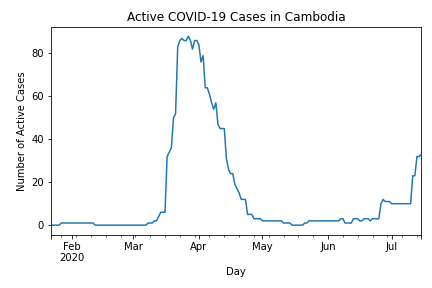 Active COVID-19 Cases in Cambodia
Number of Active Cases
80
60
40
20
0
Feb Mar Apr May Jun Jul
2020
Day